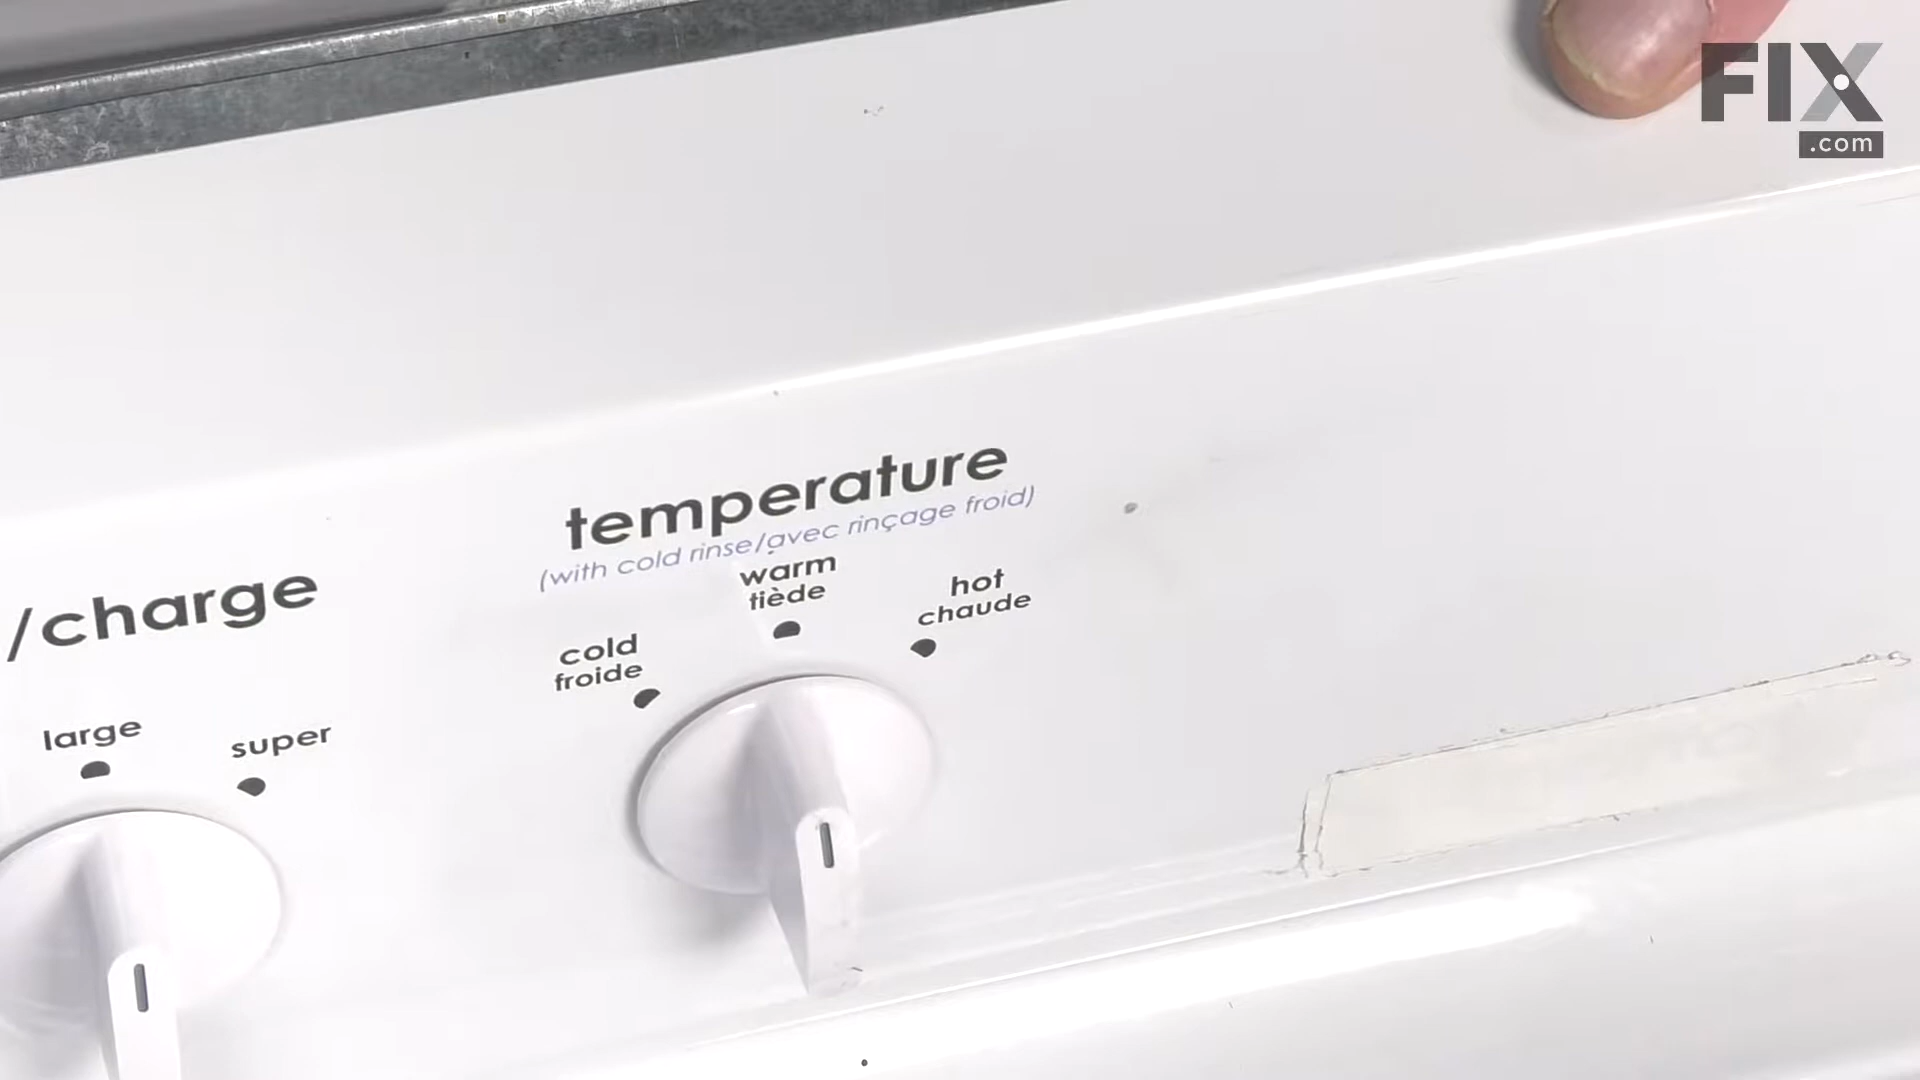 FIX
.com
temperature
(with cold rinse/avec rinçage froid)
warm
tiède
hot
chaude
cold
froide
/charge
large
super